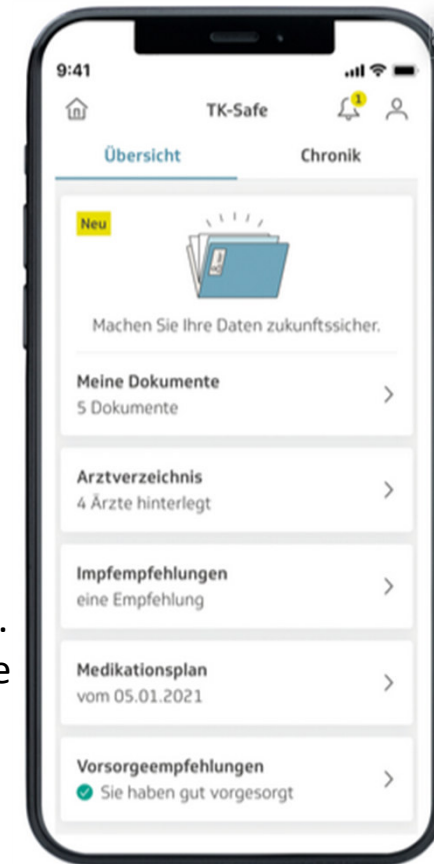 9:41
TK-Safe
1
Übersicht Chronik
Neu
Machen Sie Ihre Daten zukunftssicher.
Meine Dokumente
5 Dokumente
Arztverzeichnis
4 Ärzte hinterlegt
Impfempfehlungen
eine Empfehlung
.
e
Medikationsplan
vom 05.01.2021
Vorsorgeempfehlungen
Sie haben gut vorgesorgt